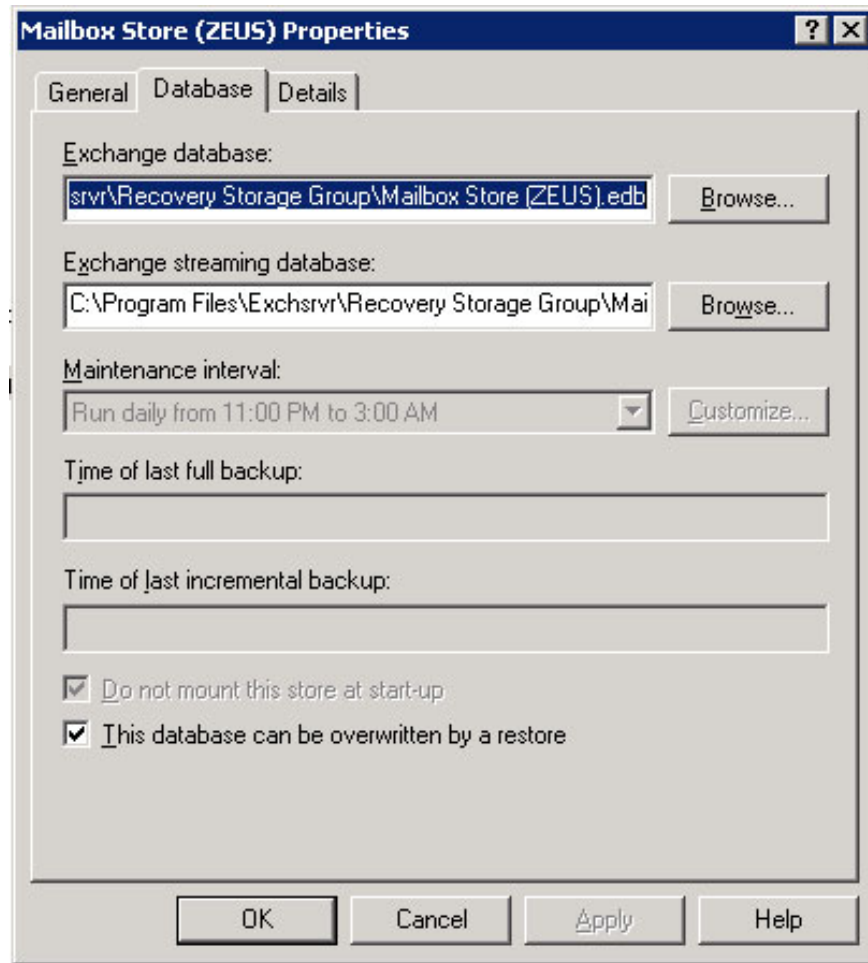 Mailbox Store (ZEUS) Properties
General Database Details
Exchange database:
srvr\Recovery Storage Group\Mailbox Store (ZEUS).edb Browse...
Exchange streaming database:
C:\Program Files\Exchsrvr\Recovery Storage Group\Mai Browse...
Maintenance interval:
Run daily from 11:00 PM to 3:00 AM Customize...
Time of last full backup:
Time of last incremental backup:
Do not mount this store at start-up
This database can be overwritten by a restore
OK Cancel Apply Help